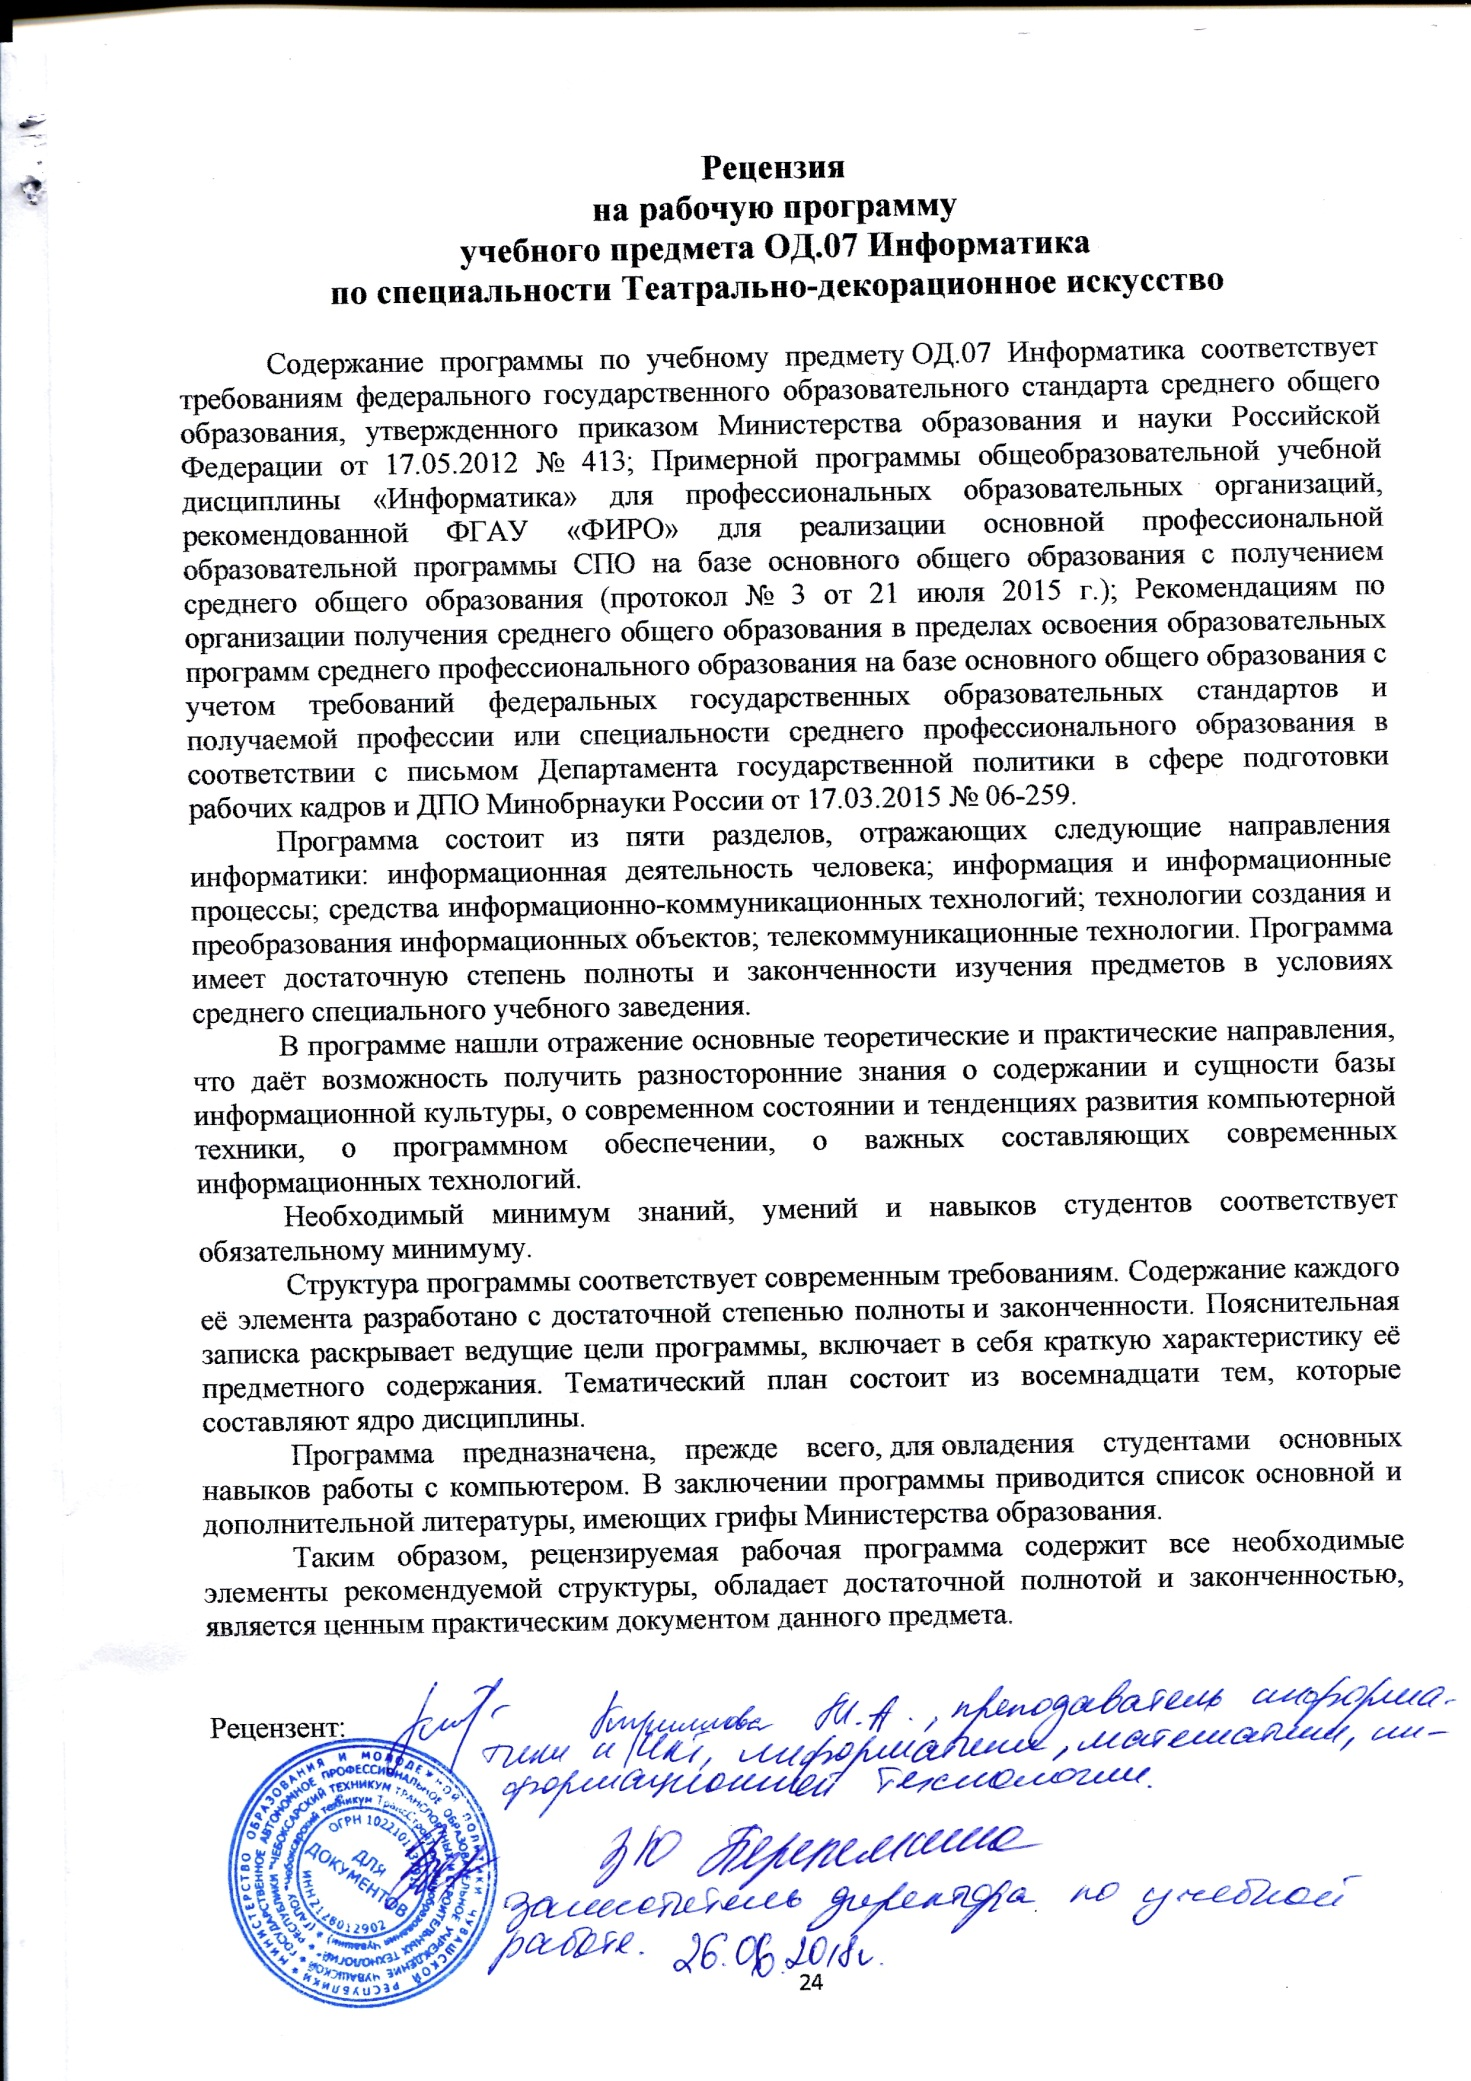 Рецензия
на рабочую программу
учебного предмета ОД.07 Информатика
по специальности Театрально-декорационное искусство
Содержание программы по учебному предмету ОД.07 Информатика соответствует
требованиям федерального государственного образовательного стандарта среднего общего
образования, утвержденного приказом Министерства образования и науки Российской
Федерации от 17.05.2012 № 413; Примерной программы общеобразовательной учебной
дисциплины «Информатика» для профессиональных образовательных организаций,
рекомендованной ФГАУ «ФИРО» для реализации основной профессиональной
образовательной программы СПО на базе основного общего образования с получением
среднего общего образования (протокол № 3 от 21 июля 2015 г.); Рекомендациям по
организации получения среднего общего образования в пределах освоения образовательных
программ среднего профессионального образования на базе основного общего образования с
учетом требований федеральных государственных образовательных стандартов и
получаемой профессии или специальности среднего профессионального образования в
соответствии с письмом Департамента государственной политики в сфере подготовки
рабочих кадров и ДПО Минобрнауки России от 17.03.2015 № 06-259.
Программа состоит из пяти разделов, отражающих следующие направления
информатики: информационная деятельность человека; информация и информационные
процессы; средства информационно-коммуникационных технологий; технологии создания и
преобразования информационных объектов; телекоммуникационные технологии. Программа
имеет достаточную степень полноты и законченности изучения предметов в условиях
среднего специального учебного заведения.
В программе нашли отражение основные теоретические и практические направления,
что даёт возможность получить разносторонние знания о содержании и сущности базы
информационной культуры, о современном состоянии и тенденциях развития компьютерной
техники, о программном обеспечении, о важных составляющих современных
информационных технологий.
Необходимый минимум знаний, умений и навыков студентов соответствует
обязательному минимуму.
Структура программы соответствует современным требованиям. Содержание каждого
её элемента разработано с достаточной степенью полноты и законченности. Пояснительная
записка раскрывает ведущие цели программы, включает в себя краткую характеристику её
предметного содержания. Тематический план состоит из восемнадцати тем, которые
составляют ядро дисциплины.
Программа предназначена, прежде всего, для овладения студентами основных
навыков работы с компьютером. В заключении программы приводится список основной и
дополнительной литературы, имеющих грифы Министерства образования.
Таким образом, рецензируемая рабочая программа содержит все необходимые
элементы рекомендуемой структуры, обладает достаточной полнотой и законченностью,
является ценным практическим документом данного предмета.
Рецензент: Н.А., преподаватель информа-
тики и ИКТ, информатики, математики, ин-
формационной технологии.
заместитель директора по учебной
работе. 26.06.2018г.
МИНИСТЕРСТВО ОБРАЗОВАНИЯ И МОЛОДЕЖНОЙ ПОЛИТИКИ ЧУВАШСКОЙ РЕСПУБЛИКИ
ДЛЯ
ДОКУМЕНТОВ
ИНН 2128012902
24